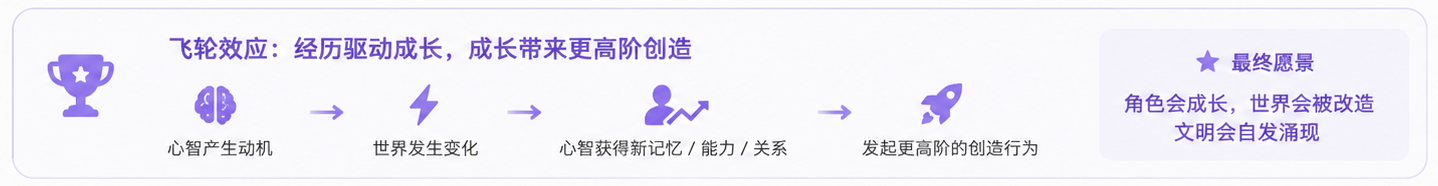 飞轮效应：经历驱动成长，成长带来更高阶创造
心智产生动机
世界发生变化
心智获得新记忆 / 能力 / 关系
发起更高阶的创造行为
最终愿景
角色会成长，世界会被改造
文明会自发涌现